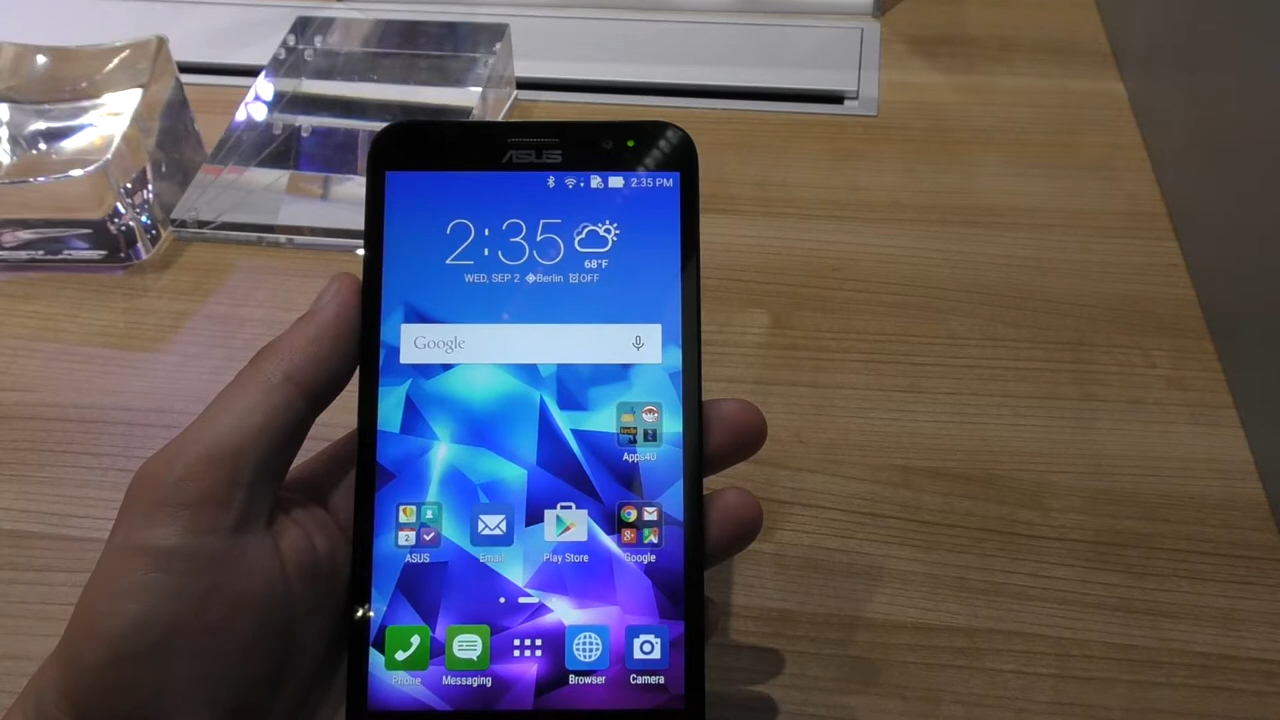 ASUS
2:35 PM
2:35
68°F
WED, SEP 2 Berlin OFF
Google
Apps4U
2
ASUS Email Play Store Google
Phone Messaging Browser Camera